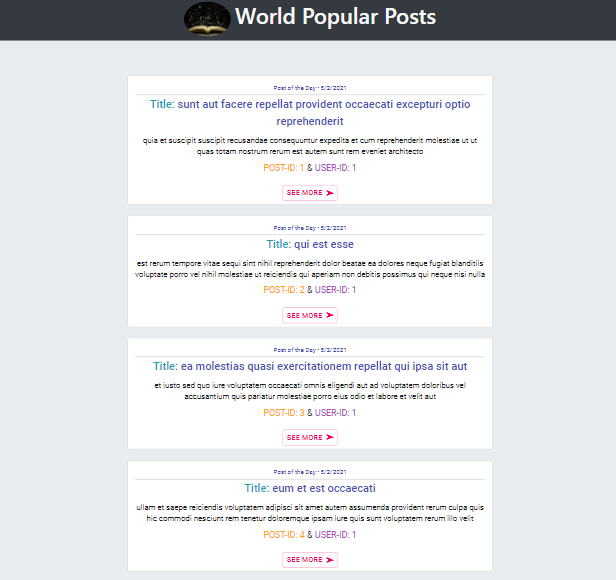 World Popular Posts
Post of the Day - 5/2/2021
Title: sunt aut facere repellat provident occaecati excepturi optio
reprehenderit
quia et suscipit suscipit recusandae consequuntur expedita et cum reprehenderit molestiae ut ut
quas totam nostrum rerum est autem sunt rem eveniet architecto
POST-ID: 1 & USER-ID: 1
SEE MORE
Post of the Day - 5/2/2021
Title: qui est esse
est rerum tempore vitae sequi sint nihil reprehenderit dolor beatae ea dolores neque fugiat blanditiis
voluptate porro vel nihil molestiae ut reiciendis qui aperiam non debitis possimus qui neque nisi nulla
POST-ID: 2 & USER-ID: 1
SEE MORE
Post of the Day - 5/2/2021
Title: ea molestias quasi exercitationem repellat qui ipsa sit aut
et iusto sed quo iure voluptatem occaecati omnis eligendi aut ad voluptatem doloribus vel
accusantium quis pariatur molestiae porro eius odio et labore et velit aut
POST-ID: 3 & USER-ID: 1
SEE MORE
Post of the Day - 5/2/2021
Title: eum et est occaecati
ullam et saepe reiciendis voluptatem adipisci sit amet autem assumenda provident rerum culpa quis
hic commodi nesciunt rem tenetur doloremque ipsam iure quis sunt voluptatem rerum illo velit
POST-ID: 4 & USER-ID: 1
SEE MORE